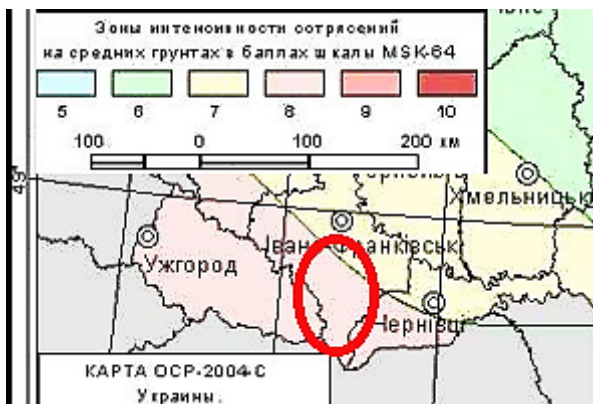 Зоны интенсивности сотрясений
на средних грунтах в баллах шкалы MSK-64
5 6 7 8 9 10
100 0 100 200 км
49
Хмельницьк
Івано-Франківськ
Ужгород
Чернівці
КАРТА ОСР-2004-С
Украины.